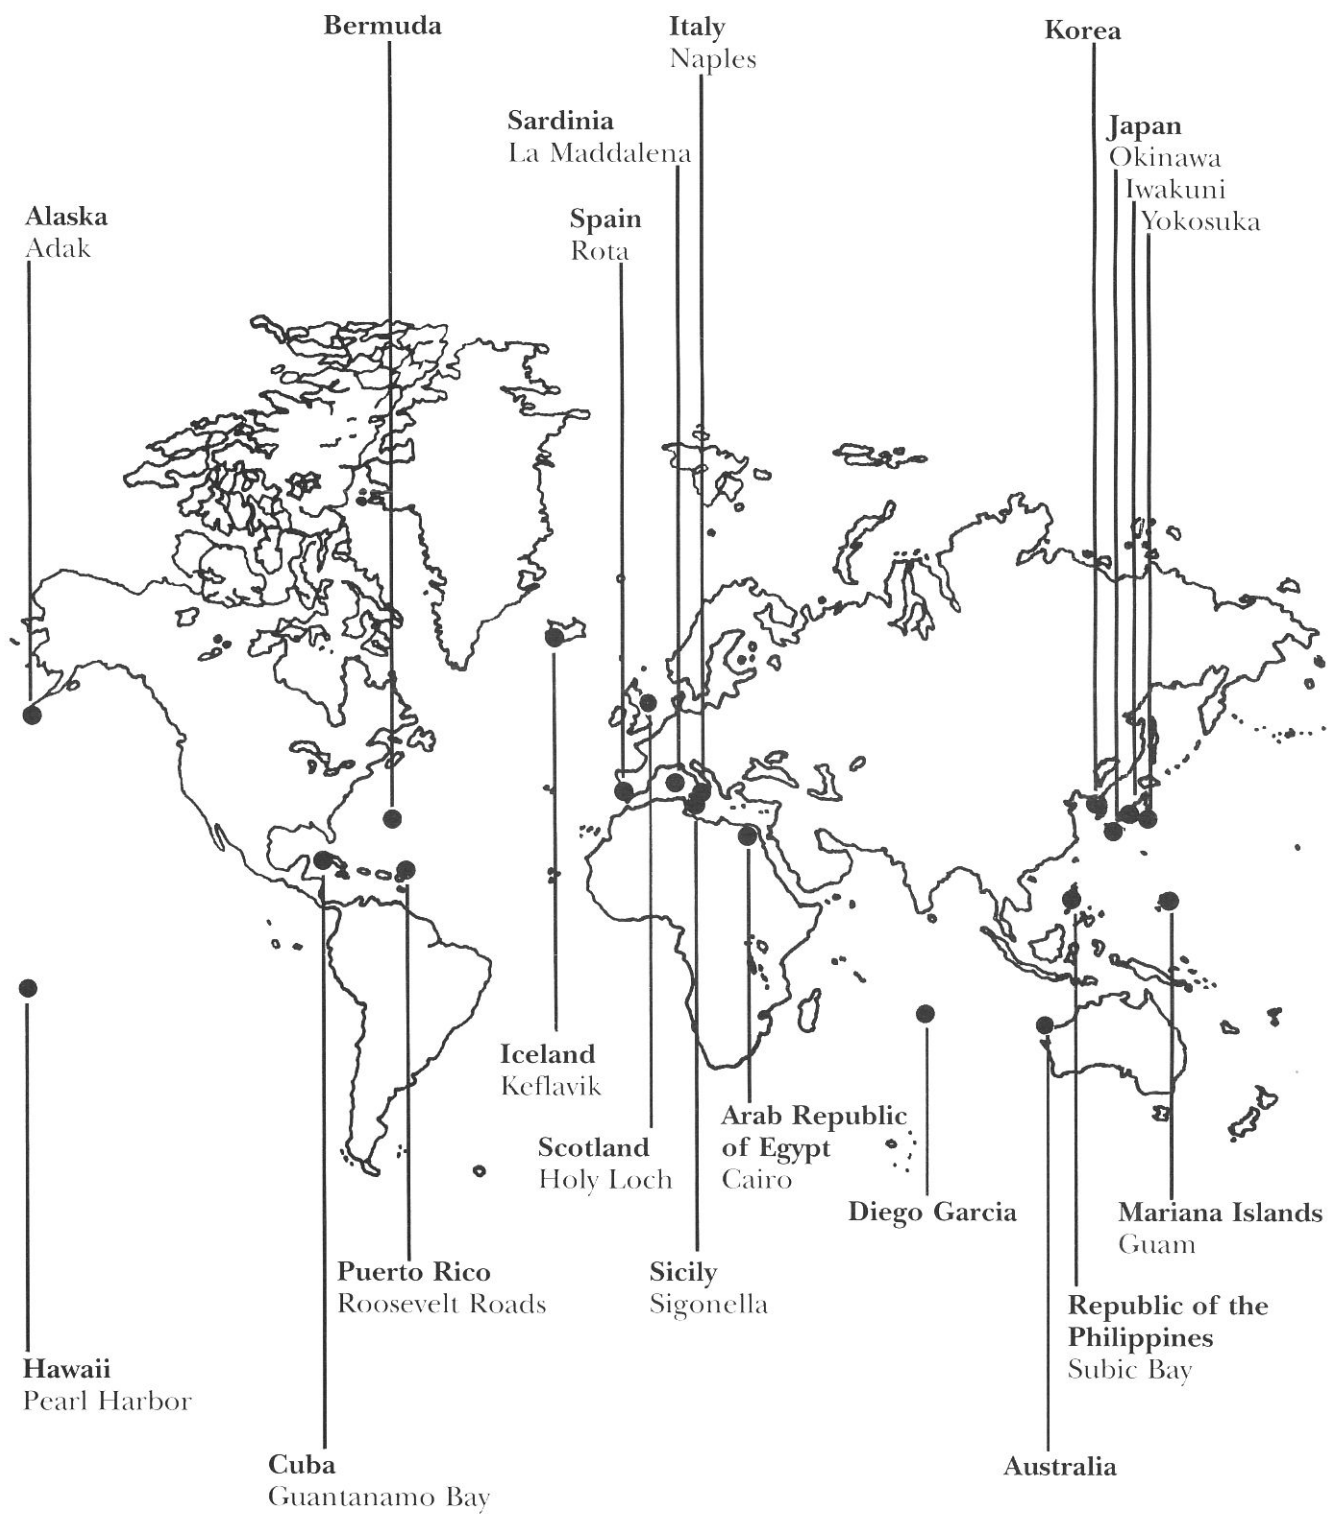 Bermuda
Italy
Naples
Korea
Sardinia
La Maddalena
Japan
Okinawa
Iwakuni
Yokosuka
Alaska
Adak
Spain
Rota
Iceland
Keflavik
Scotland
Holy Loch
Arab Republic
of Egypt
Cairo
Diego Garcia
Mariana Islands
Guam
Puerto Rico
Roosevelt Roads
Sicily
Sigonella
Republic of the
Philippines
Subic Bay
Hawaii
Pearl Harbor
Cuba
Guantanamo Bay
Australia